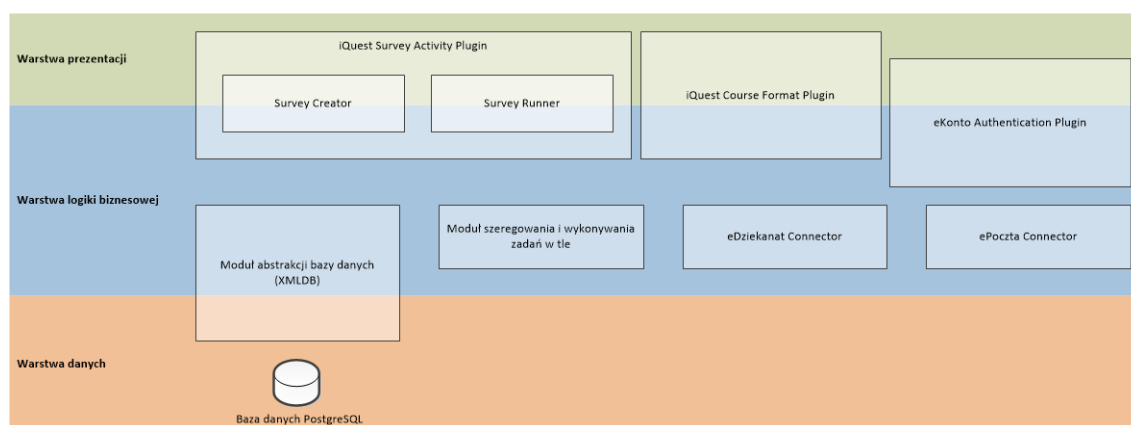 Warstwa prezentacji
iQuest Survey Activity Plugin
Survey Creator
Survey Runner
iQuest Course Format Plugin
eKonto Authentication Plugin
Warstwa logiki biznesowej
Moduł abstrakcji bazy danych
(XMLDB)
Moduł szeregowania i wykonywania
zadań w tle
eDziekanat Connector
ePoczta Connector
Warstwa danych
Baza danych PostgreSQL